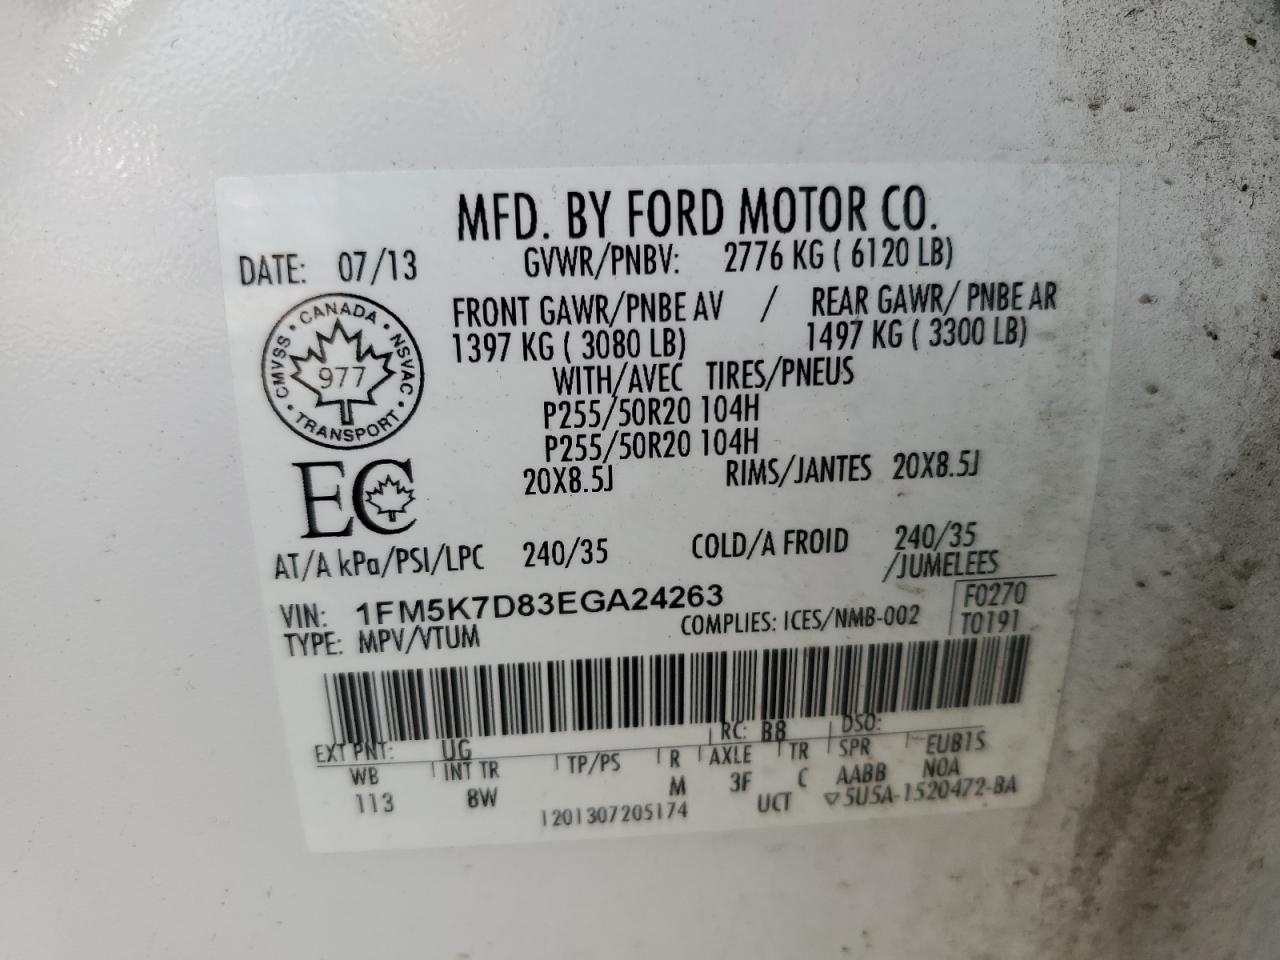 MFD. BY FORD MOTOR CO.
DATE: 07/13 GVWR/PNBV: 2776 KG ( 6120 LB)
FRONT GAWR/PNBE AV / REAR GAWR/ PNBE AR
1397 KG ( 3080 LB) 1497 KG ( 3300 LB)
WITH/AVEC TIRES/PNEUS
P255/50R20 104H
P255/50R20 104H
20X8.5J RIMS/JANTES 20X8.5J
CANADA
CMVSS • NSVAC
977
TRANSPORT
EC
AT/A kPa/PSI/LPC 240/35 COLD/A FROID 240/35
/JUMELEES
VIN: 1FM5K7D83EGA24263 F0270
TYPE: MPV/VTUM COMPLIES: ICES/NMB-002 T0191
EXT PNT: UG RC: B8 DSO:
WB INT TR TP/PS R AXLE TR SPR EUB1S
113 8W M 3F C AABB NOA
1201307205174 UCT ▽5U5A-1520472-BA